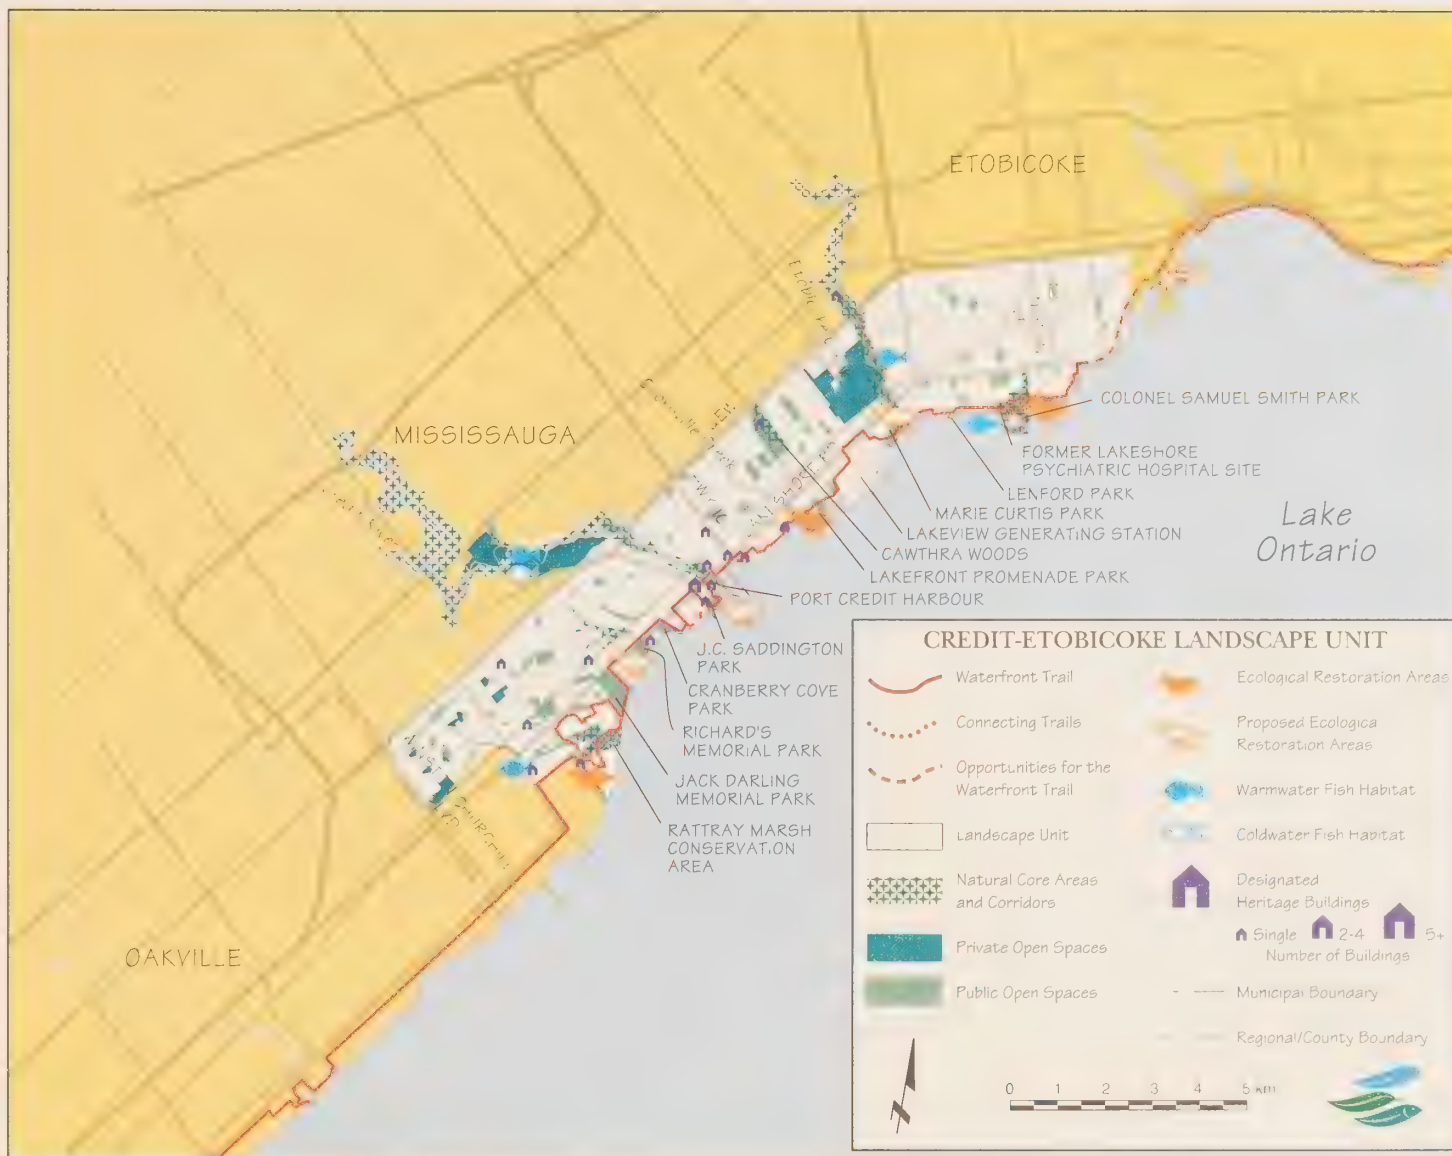 ETOBICOKE
MISSISSAUGA
OAKVILLE
Lake
Ontario
COLONEL SAMUEL SMITH PARK
FORMER LAKESHORE
PSYCHIATRIC HOSPITAL SITE
LENFORD PARK
MARIE CURTIS PARK
LAKEVIEW GENERATING STATION
CAWTHRA WOODS
LAKEFRONT PROMENADE PARK
PORT CREDIT HARBOUR
J.C. SADDINGTON
PARK
CRANBERRY COVE
PARK
RICHARD'S
MEMORIAL PARK
JACK DARLING
MEMORIAL PARK
RATTRAY MARSH
CONSERVATION
AREA
CREDIT-ETOBICOKE LANDSCAPE UNIT
Waterfront Trail
Connecting Trails
Opportunities for the
Waterfront Trail
Landscape Unit
Natural Core Areas
and Corridors
Private Open Spaces
Public Open Spaces
Ecological Restoration Areas
Proposed Ecologica
Restoration Areas
Warmwater Fish Habitat
Coldwater Fish Habitat
Designated
Heritage Buildings
Single 2-4 5+
Number of Buildings
Municipal Boundary
Regional/County Boundary
0 1 2 3 4 5 km